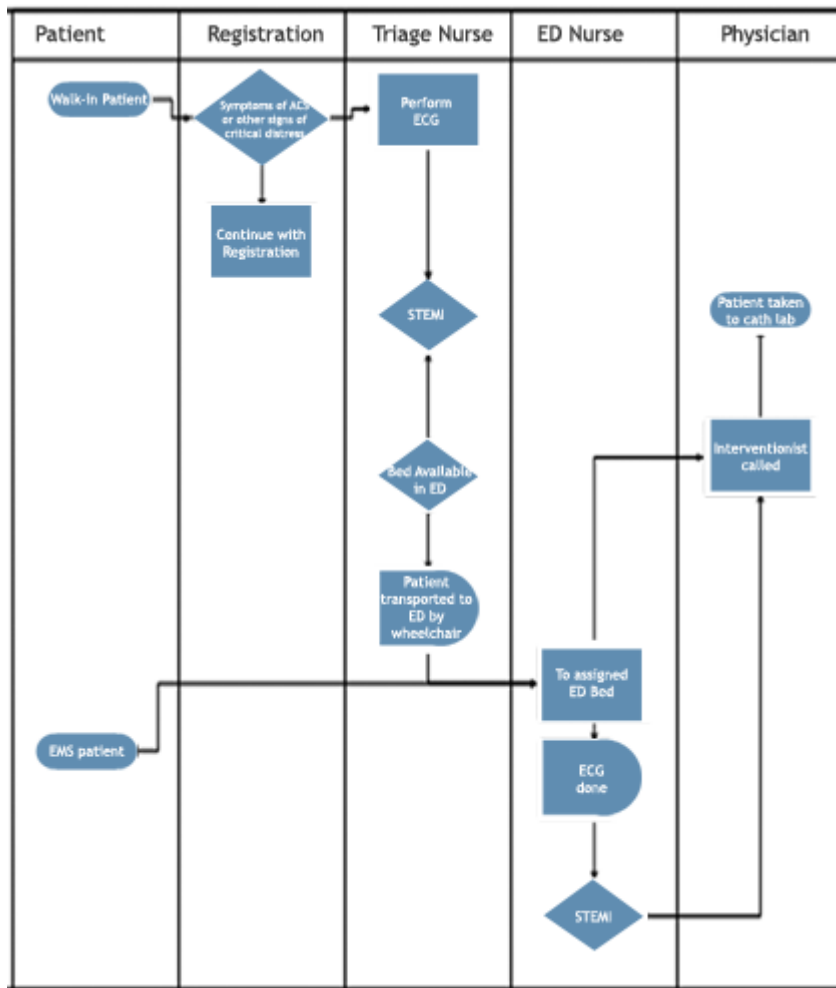 Patient
Registration
Triage Nurse
ED Nurse
Physician
Walk-in Patient
Symptoms of ACS
or other signs of
critical distress
Perform
ECG
Continue with
Registration
STEMI
Patient taken
to cath lab
Bed Available
in ED
Interventionist
called
Patient
transported to
ED by
wheelchair
To assigned
ED Bed
EMS patient
ECG
done
STEMI